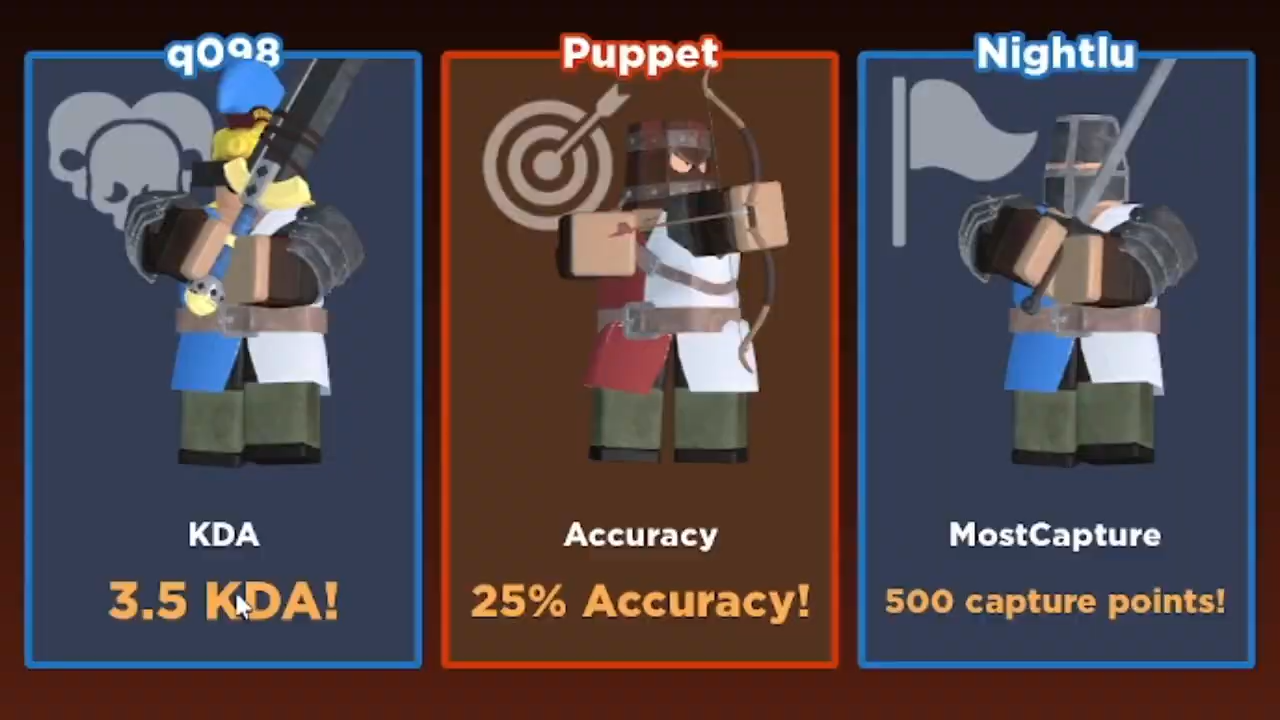 q098
Puppet
Nightlu
KDA
Accuracy
MostCapture
3.5 KDA!
25% Accuracy!
500 capture points!